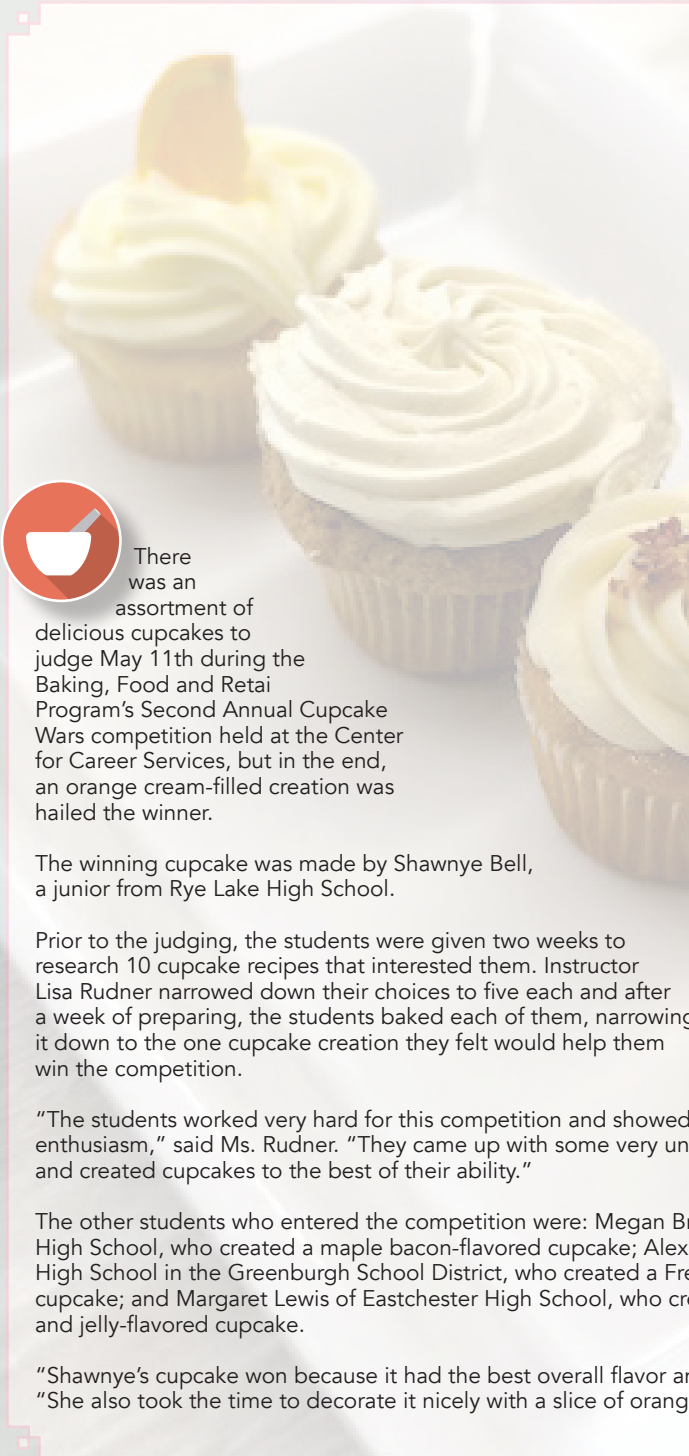 There
was an
assortment of
delicious cupcakes to
judge May 11th during the
Baking, Food and Retai
Program’s Second Annual Cupcake
Wars competition held at the Center
for Career Services, but in the end,
an orange cream-filled creation was
hailed the winner.
The winning cupcake was made by Shawnye Bell,
a junior from Rye Lake High School.
Prior to the judging, the students were given two weeks to
research 10 cupcake recipes that interested them. Instructor
Lisa Rudner narrowed down their choices to five each and after
a week of preparing, the students baked each of them, narrowing
it down to the one cupcake creation they felt would help them
win the competition.
“The students worked very hard for this competition and showed
enthusiasm,” said Ms. Rudner. “They came up with some very un
and created cupcakes to the best of their ability.”
The other students who entered the competition were: Megan Br
High School, who created a maple bacon-flavored cupcake; Alex
High School in the Greenburgh School District, who created a Fre
cupcake; and Margaret Lewis of Eastchester High School, who cre
and jelly-flavored cupcake.
“Shawnye’s cupcake won because it had the best overall flavor an
“She also took the time to decorate it nicely with a slice of orang